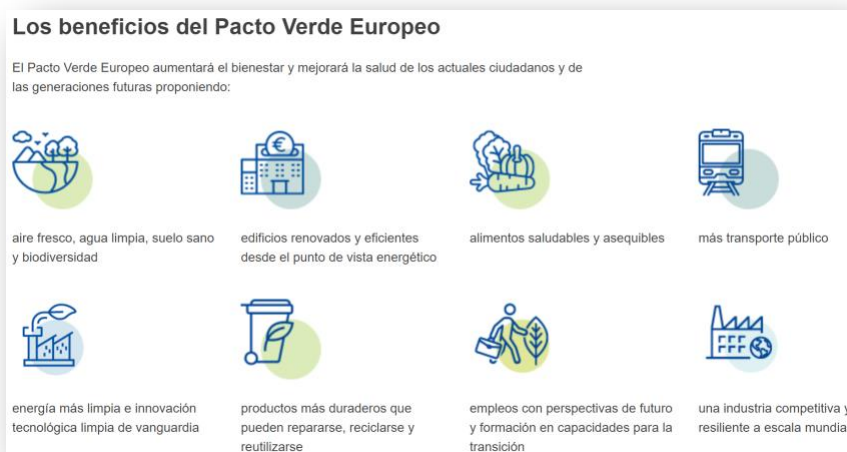 Los beneficios del Pacto Verde Europeo
El Pacto Verde Europeo aumentará el bienestar y mejorará la salud de los actuales ciudadanos y de
las generaciones futuras proponiendo:
aire fresco, agua limpia, suelo sano
y biodiversidad
edificios renovados y eficientes
desde el punto de vista energético
alimentos saludables y asequibles
más transporte público
energía más limpia e innovación
tecnológica limpia de vanguardia
productos más duraderos que
pueden repararse, reciclarse y
reutilizarse
empleos con perspectivas de futuro
y formación en capacidades para la
transición
una industria competitiva y
resiliente a escala mundia